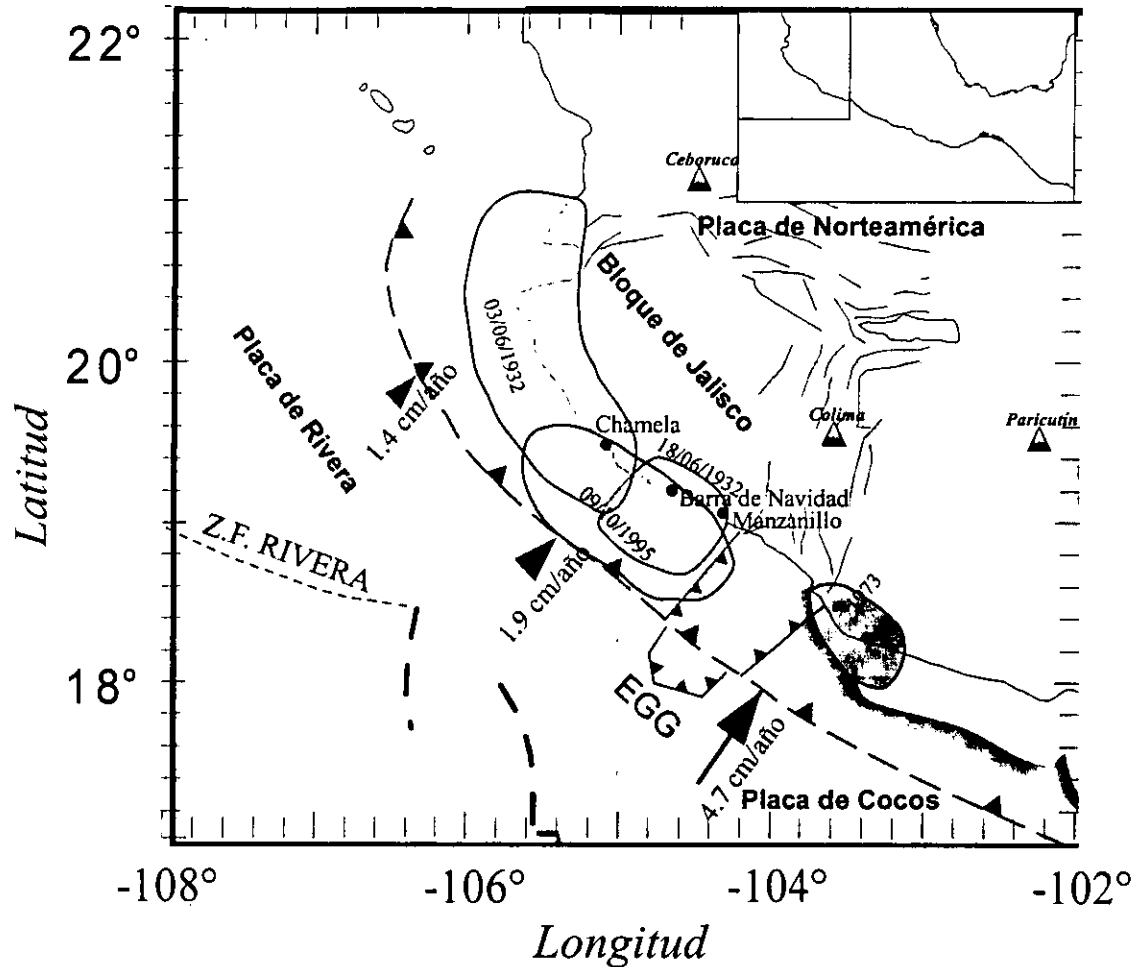 22°
20°
18°
Latitud
-108°
-106°
-104°
-102°
Longitud
Ceboruco
Placa de Norteamérica
Bloque de Jalisco
Placa de Rivera
03/06/1932
1.4 cm/año
Colima
Paricutín
Chamela
18/06/1932
Barra de Navidad
Manzanillo
09/10/1995
Z.F. RIVERA
1.9 cm/año
1973
EGG
4.7 cm/año
Placa de Cocos